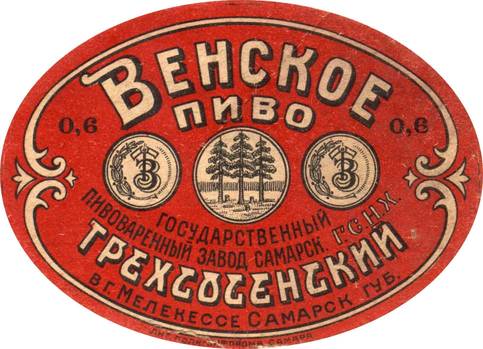 ВЕНСКОЕ
ПИВО
0,6
0,6
ГОСУДАРСТВЕННЫЙ
ПИВОВАРЕННЫЙ ЗАВОД САМАРСК. ГСНХ
ТРЕХСОСЕНСКИЙ
В Г. МЕЛЕКЕССЕ САМАРСК ГУБ.